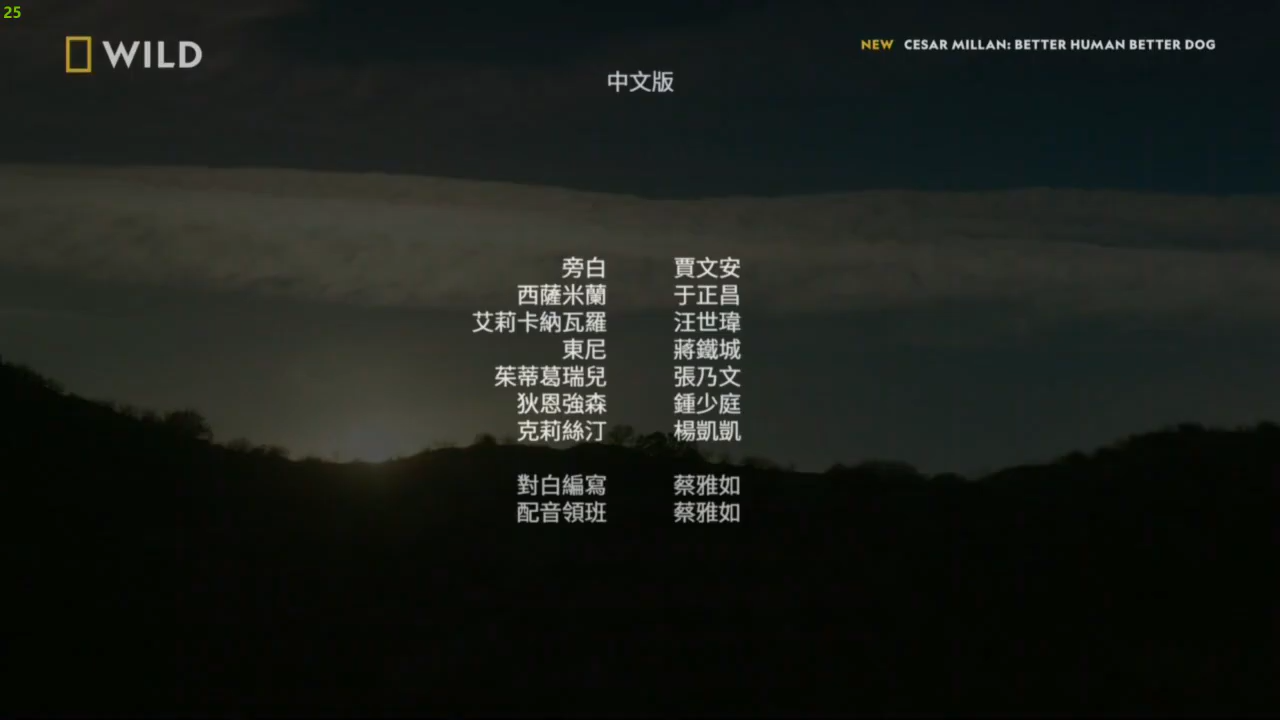 25
WILD
NEW CESAR MILLAN: BETTER HUMAN BETTER DOG
中文版
旁白 賈文安
西薩米蘭 于正昌
艾莉卡納瓦羅 汪世瑋
東尼 蔣鐵城
茱蒂葛瑞兒 張乃文
狄恩強森 鍾少庭
克莉絲汀 楊凱凱
對白編寫 蔡雅如
配音領班 蔡雅如